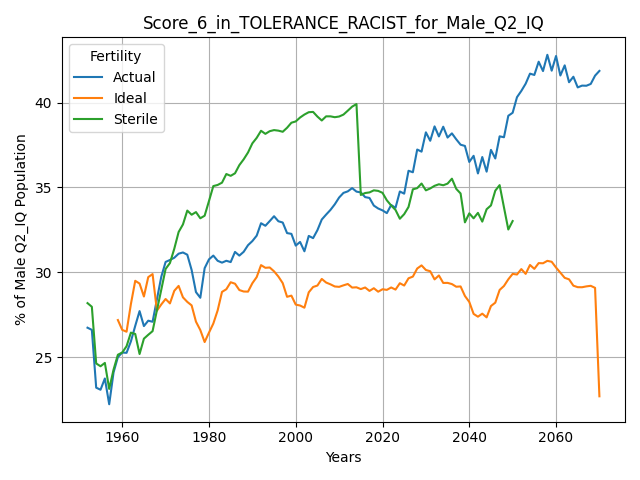 Score_6_in_TOLERANCE_RACIST_for_Male_Q2_IQ
Fertility
Actual
Ideal
Sterile
% of Male Q2_IQ Population
40
35
30
25
1960
1980
2000
2020
2040
2060
Years